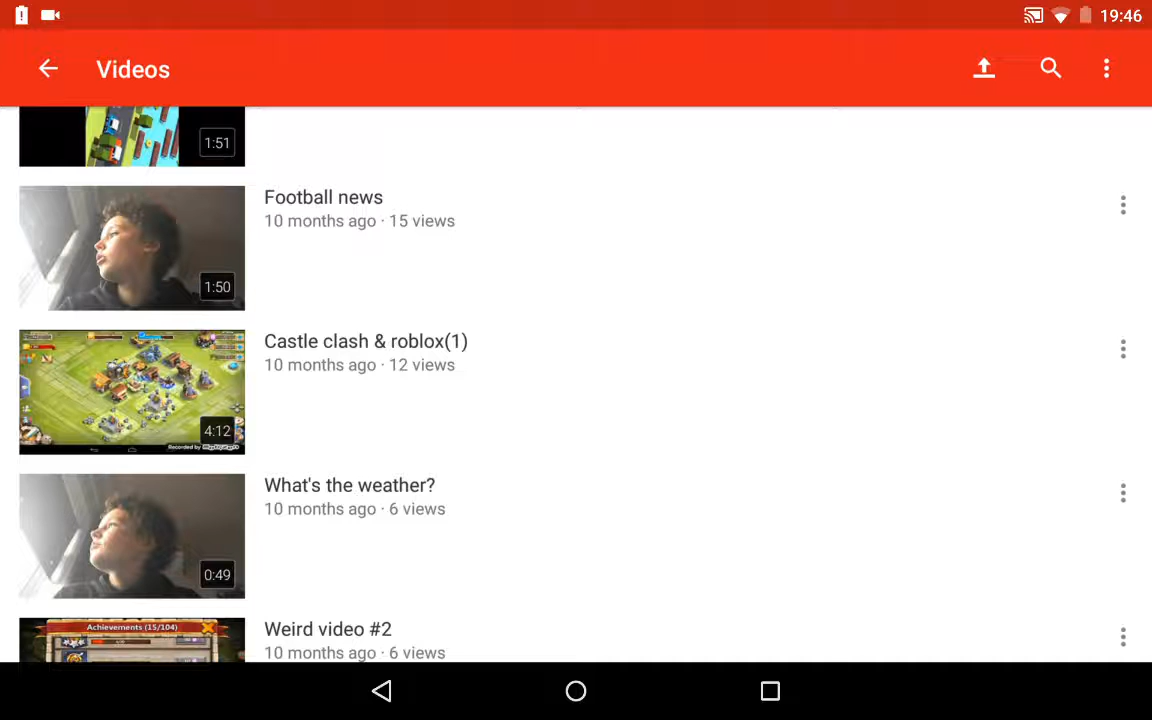 19:46
Videos
1:51
Football news
10 months ago · 15 views
1:50
Castle clash & roblox(1)
10 months ago · 12 views
4:12
What's the weather?
10 months ago · 6 views
0:49
Weird video #2
10 months ago · 6 views
Achievements (15/104)